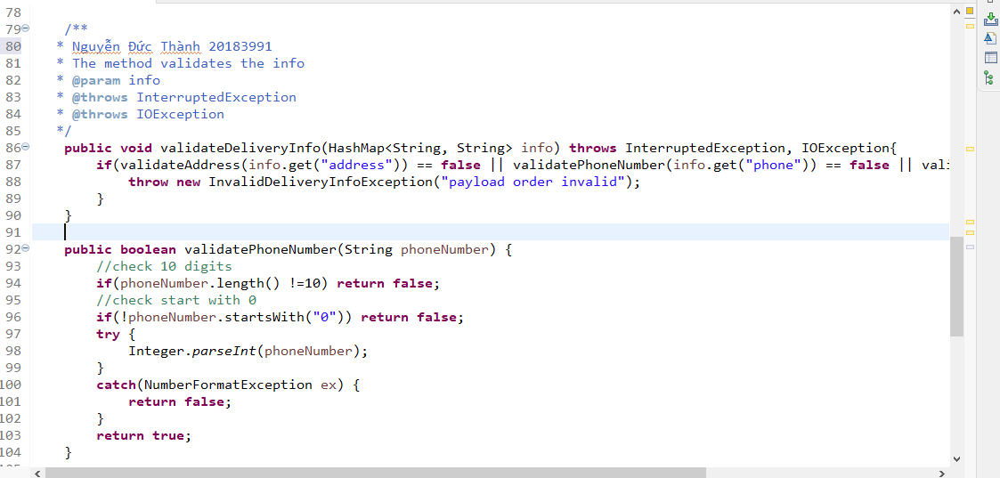 78
79 /**
80 * Nguyễn Đức Thành 20183991
81 * The method validates the info
82 * @param info
83 * @throws InterruptedException
84 * @throws IOException
85 */
86 public void validateDeliveryInfo(HashMap<String, String> info) throws InterruptedException, IOException{
87 if(validateAddress(info.get("address")) == false || validatePhoneNumber(info.get("phone")) == false || vali
88 throw new InvalidDeliveryInfoException("payload order invalid");
89 }
90 }
91
92 public boolean validatePhoneNumber(String phoneNumber) {
93 //check 10 digits
94 if(phoneNumber.length() !=10) return false;
95 //check start with 0
96 if(!phoneNumber.startsWith("0")) return false;
97 try {
98 Integer.parseInt(phoneNumber);
99 }
100 catch(NumberFormatException ex) {
101 return false;
102 }
103 return true;
104 }